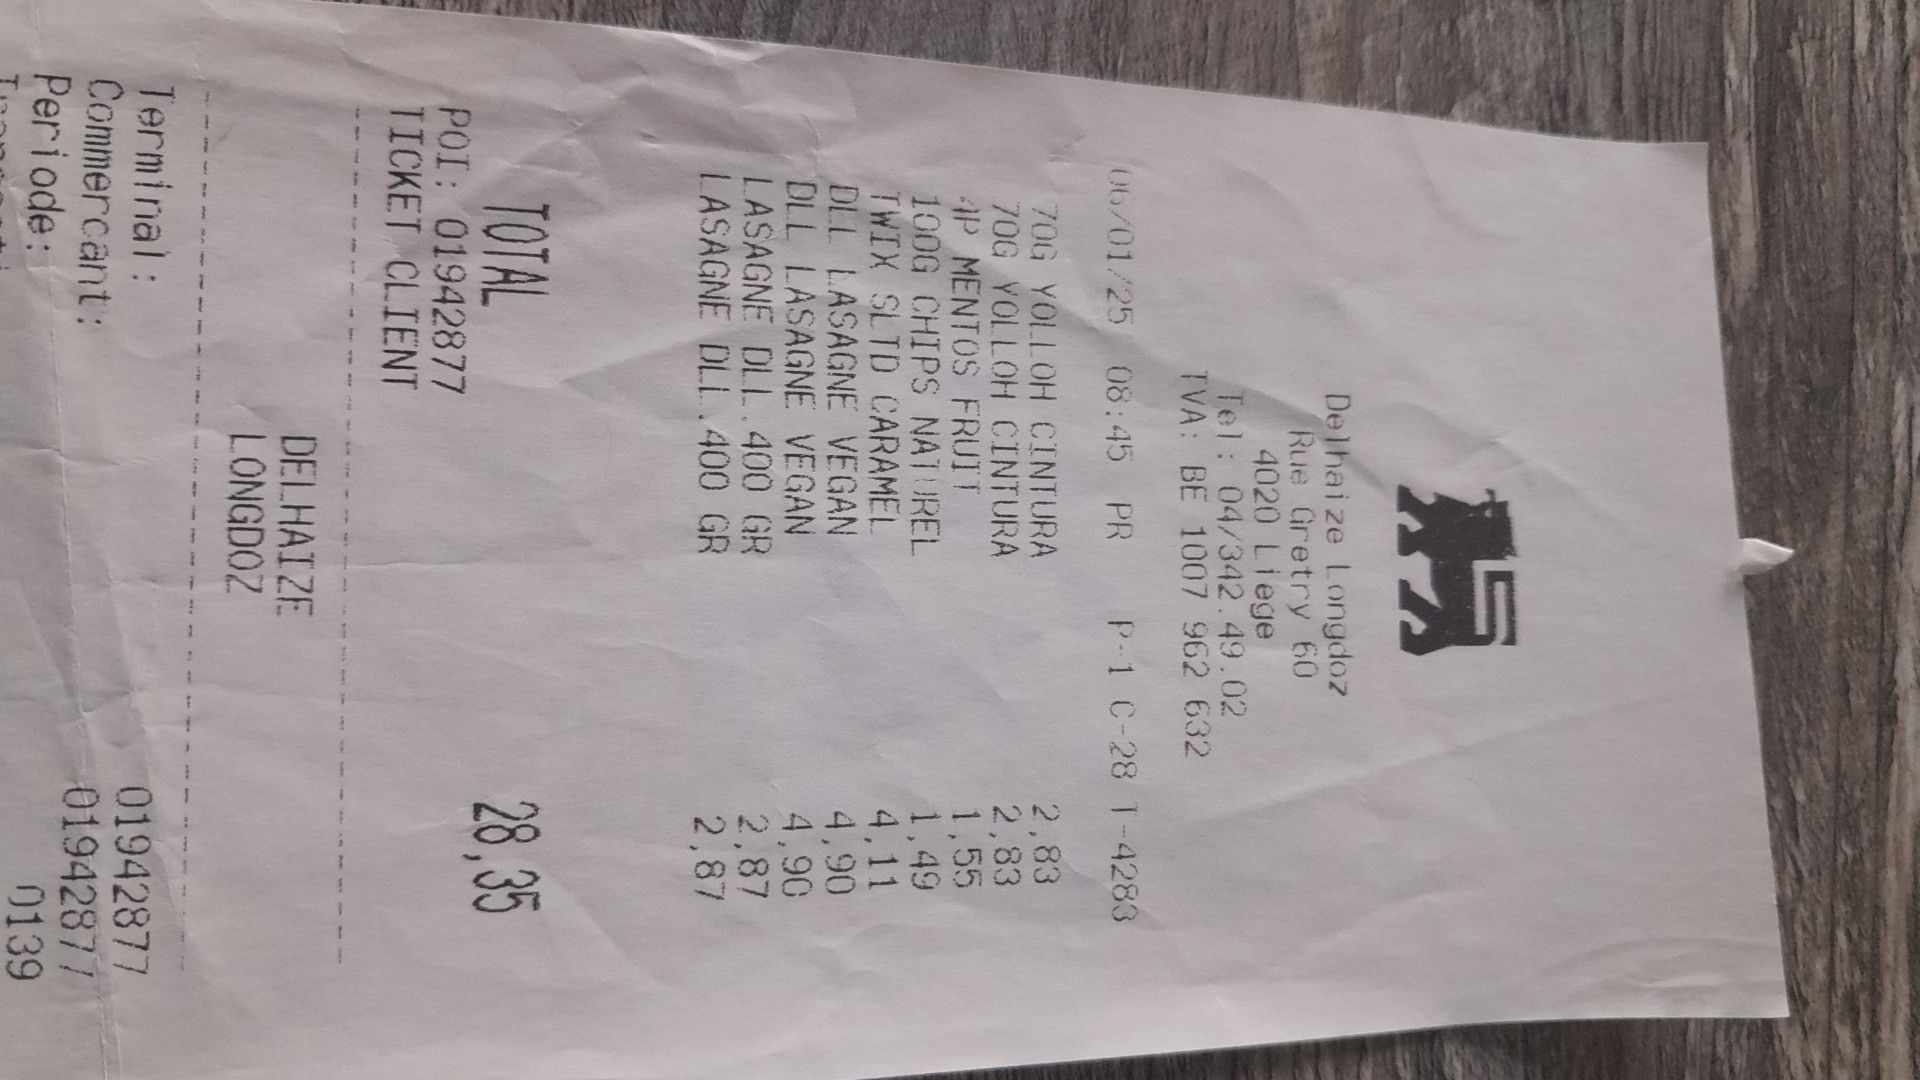 Delhaize Longdoz
Rue Gretry 60
4020 Liege
Tel: 04/342.49.02
TVA: BE 1007 962 632
06/01/25 08:45 PR P-1 C-28 T-4283
70G YOLLOH CINTURA 2,83
70G YOLLOH CINTURA 2,83
4P MENTOS FRUIT 1,55
100G CHIPS NATUREL 1,49
TWIX SLTD CARAMEL 4,11
DLL LASAGNE VEGAN 4,90
DLL LASAGNE VEGAN 4,90
LASAGNE DLL.400 GR 2,87
LASAGNE DLL.400 GR 2,87
TOTAL 28,35
POI: 01942877
TICKET CLIENT
DELHAIZE
LONGDOZ
Terminal: 01942877
Commercant: 01942877
Periode: 0139